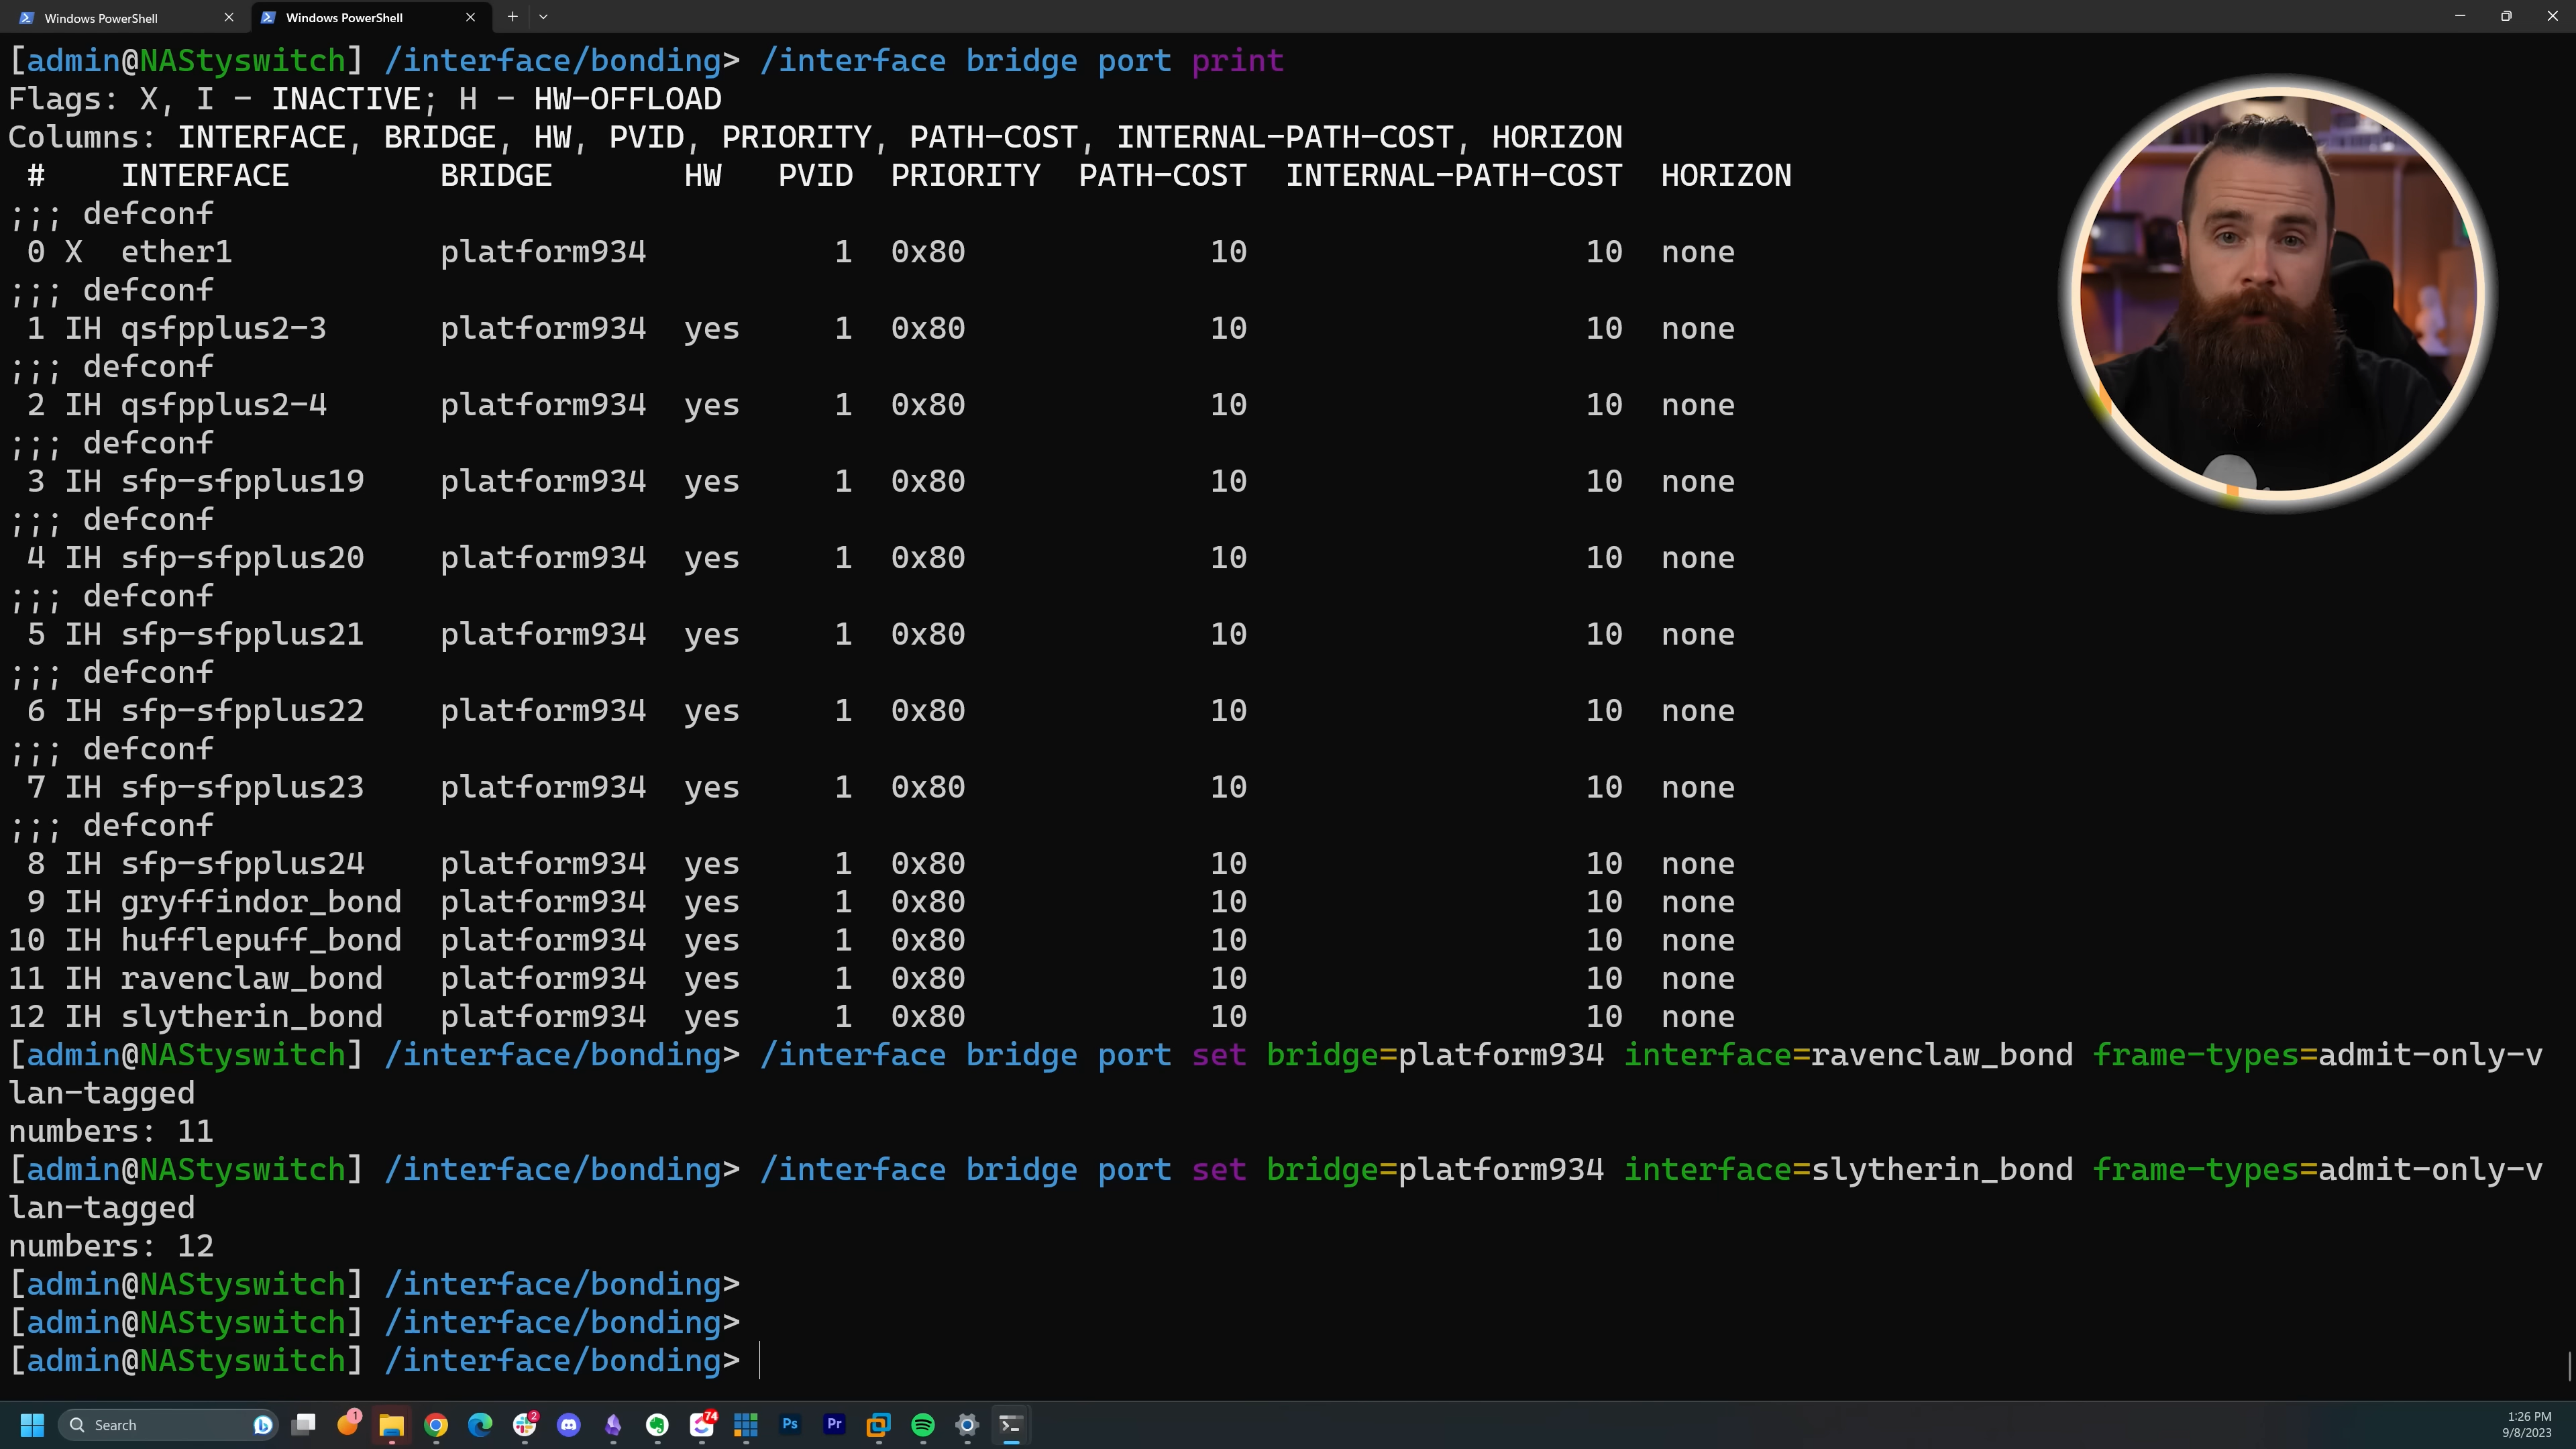 Windows PowerShell
Windows PowerShell
[admin@NAStyswitch] /interface/bonding> /interface bridge port print
Flags: X, I - INACTIVE; H - HW-OFFLOAD
Columns: INTERFACE, BRIDGE, HW, PVID, PRIORITY, PATH-COST, INTERNAL-PATH-COST, HORIZON
# INTERFACE BRIDGE HW PVID PRIORITY PATH-COST INTERNAL-PATH-COST HORIZON
;;; defconf
0 X ether1 platform934 1 0x80 10 10 none
;;; defconf
1 IH qsfpplus2-3 platform934 yes 1 0x80 10 10 none
;;; defconf
2 IH qsfpplus2-4 platform934 yes 1 0x80 10 10 none
;;; defconf
3 IH sfp-sfpplus19 platform934 yes 1 0x80 10 10 none
;;; defconf
4 IH sfp-sfpplus20 platform934 yes 1 0x80 10 10 none
;;; defconf
5 IH sfp-sfpplus21 platform934 yes 1 0x80 10 10 none
;;; defconf
6 IH sfp-sfpplus22 platform934 yes 1 0x80 10 10 none
;;; defconf
7 IH sfp-sfpplus23 platform934 yes 1 0x80 10 10 none
;;; defconf
8 IH sfp-sfpplus24 platform934 yes 1 0x80 10 10 none
9 IH gryffindor_bond platform934 yes 1 0x80 10 10 none
10 IH hufflepuff_bond platform934 yes 1 0x80 10 10 none
11 IH ravenclaw_bond platform934 yes 1 0x80 10 10 none
12 IH slytherin_bond platform934 yes 1 0x80 10 10 none
[admin@NAStyswitch] /interface/bonding> /interface bridge port set bridge=platform934 interface=ravenclaw_bond frame-types=admit-only-v
lan-tagged
numbers: 11
[admin@NAStyswitch] /interface/bonding> /interface bridge port set bridge=platform934 interface=slytherin_bond frame-types=admit-only-v
lan-tagged
numbers: 12
[admin@NAStyswitch] /interface/bonding>
[admin@NAStyswitch] /interface/bonding>
[admin@NAStyswitch] /interface/bonding>
Search
1
2
74
Ps
Pr
1:26 PM
9/8/2023